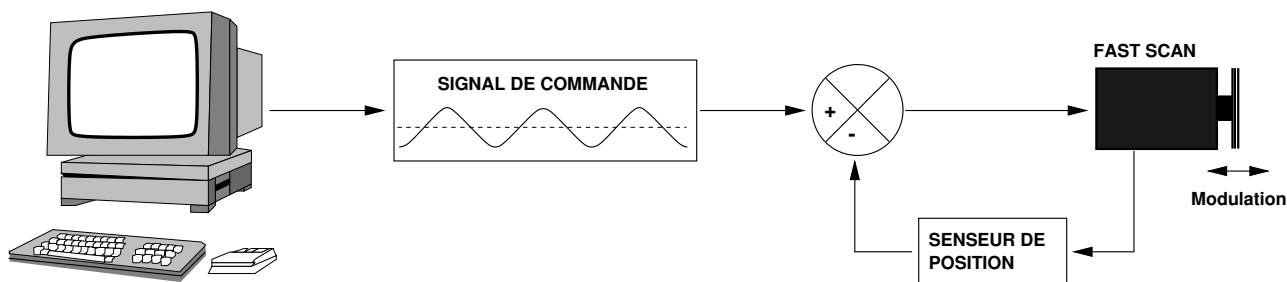 SIGNAL DE COMMANDE
+
-
FAST SCAN
Modulation
SENSEUR DE
POSITION